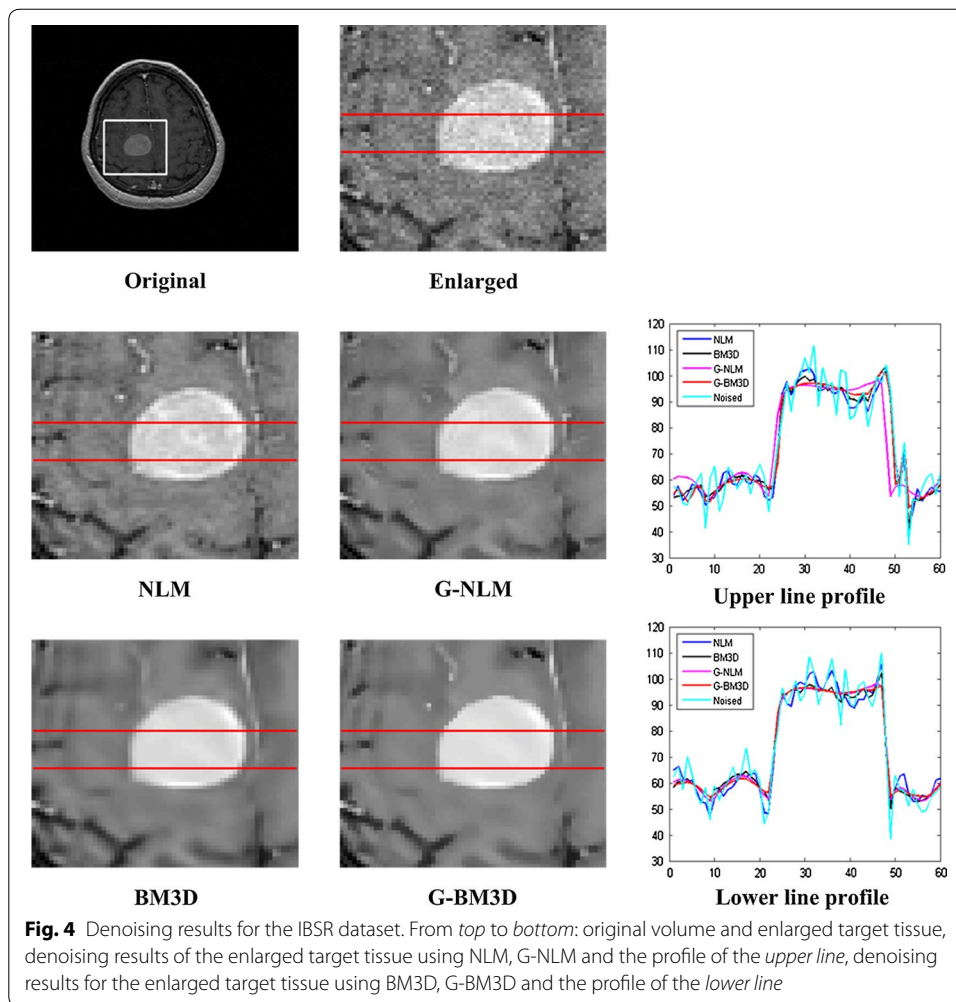 Original
Enlarged
NLM
G-NLM
120
110
100
90
80
70
60
50
40
30
0
10
20
30
40
50
60
NLM
BM3D
G-NLM
G-BM3D
Noised
Upper line profile
BM3D
G-BM3D
120
110
100
90
80
70
60
50
40
30
0
10
20
30
40
50
60
NLM
BM3D
G-NLM
G-BM3D
Noised
Lower line profile
Fig. 4 Denoising results for the IBSR dataset. From top to bottom: original volume and enlarged target tissue,
denoising results of the enlarged target tissue using NLM, G-NLM and the profile of the upper line, denoising
results for the enlarged target tissue using BM3D, G-BM3D and the profile of the lower line